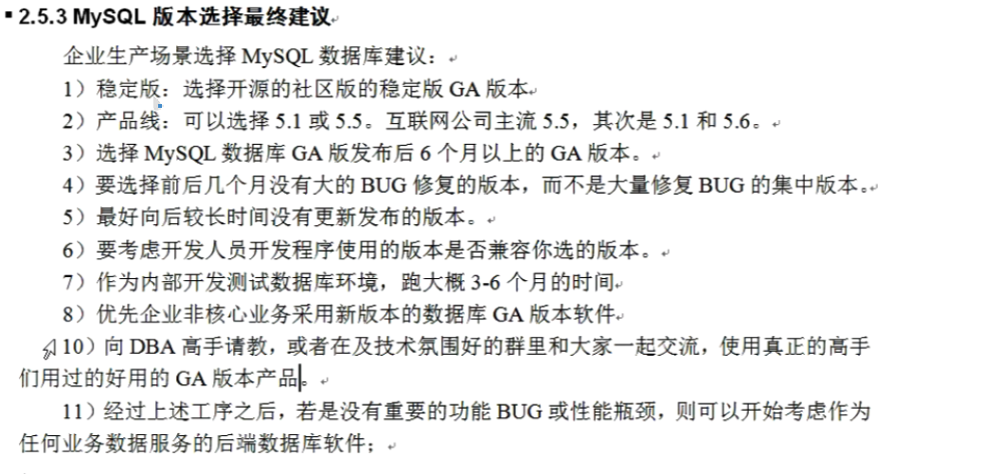 2.5.3 MySQL 版本选择最终建议
企业生产场景选择 MySQL 数据库建议：
1）稳定版：选择开源的社区版的稳定版 GA 版本
2）产品线：可以选择 5.1 或 5.5。互联网公司主流 5.5，其次是 5.1 和 5.6。
3）选择 MySQL 数据库 GA 版发布后 6 个月以上的 GA 版本。
4）要选择前后几个月没有大的 BUG 修复的版本，而不是大量修复 BUG 的集中版本。
5）最好向后较长时间没有更新发布的版本。
6）要考虑开发人员开发程序使用的版本是否兼容你选的版本。
7）作为内部开发测试数据库环境，跑大概 3-6 个月的时间
8）优先企业非核心业务采用新版本的数据库 GA 版本软件
10）向 DBA 高手请教，或者在及技术氛围好的群里和大家一起交流，使用真正的高手
们用过的好用的 GA 版本产品。
11）经过上述工序之后，若是没有重要的功能 BUG 或性能瓶颈，则可以开始考虑作为
任何业务数据服务的后端数据库软件；